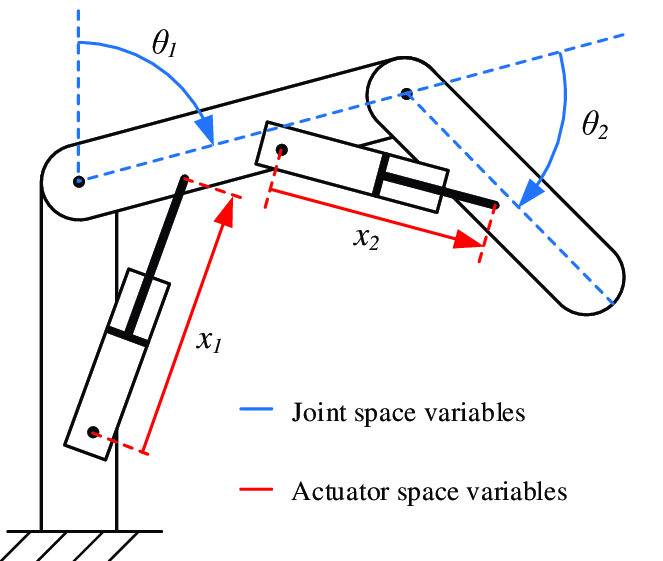 θ1
θ2
x2
x1
Joint space variables
Actuator space variables